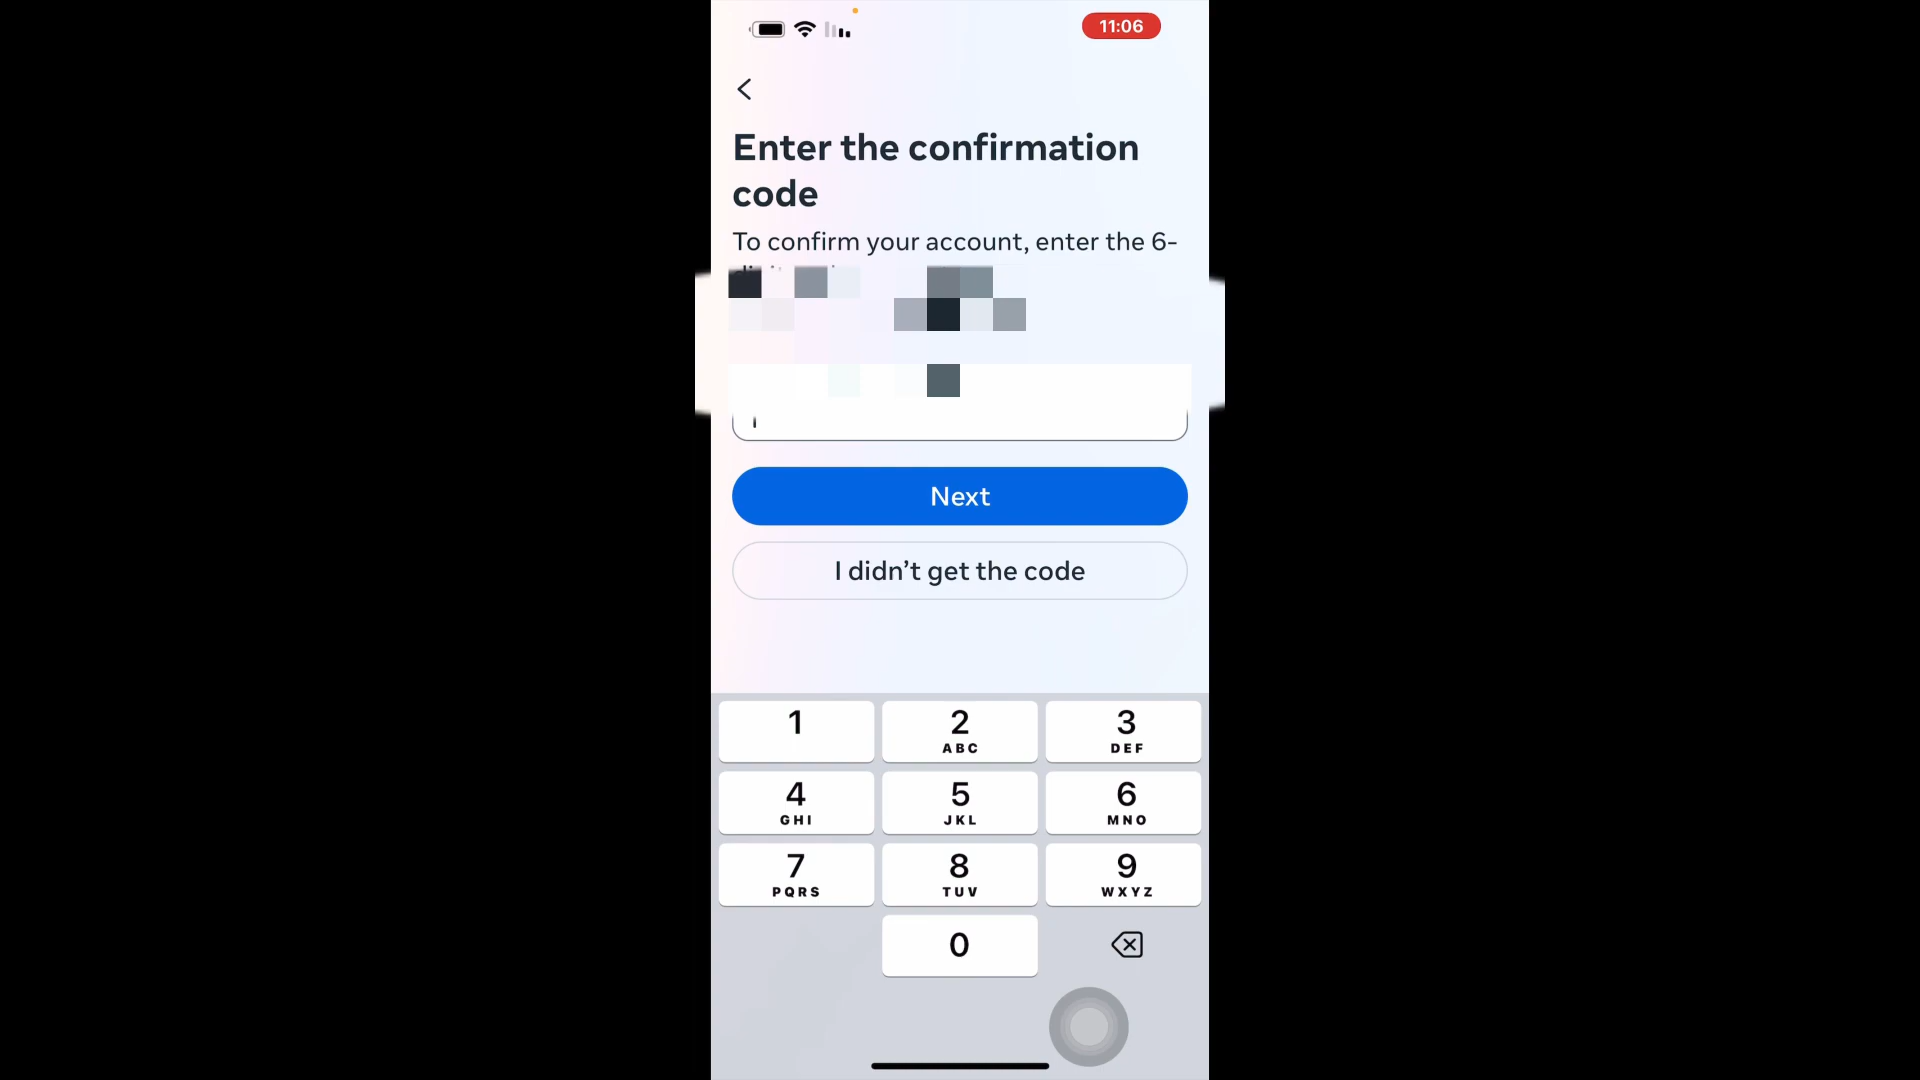 11:06
Enter the confirmation
code
To confirm your account, enter the 6-
Next
I didn’t get the code
1
2
ABC
3
DEF
4
GHI
5
JKL
6
MNO
7
PQRS
8
TUV
9
WXYZ
0